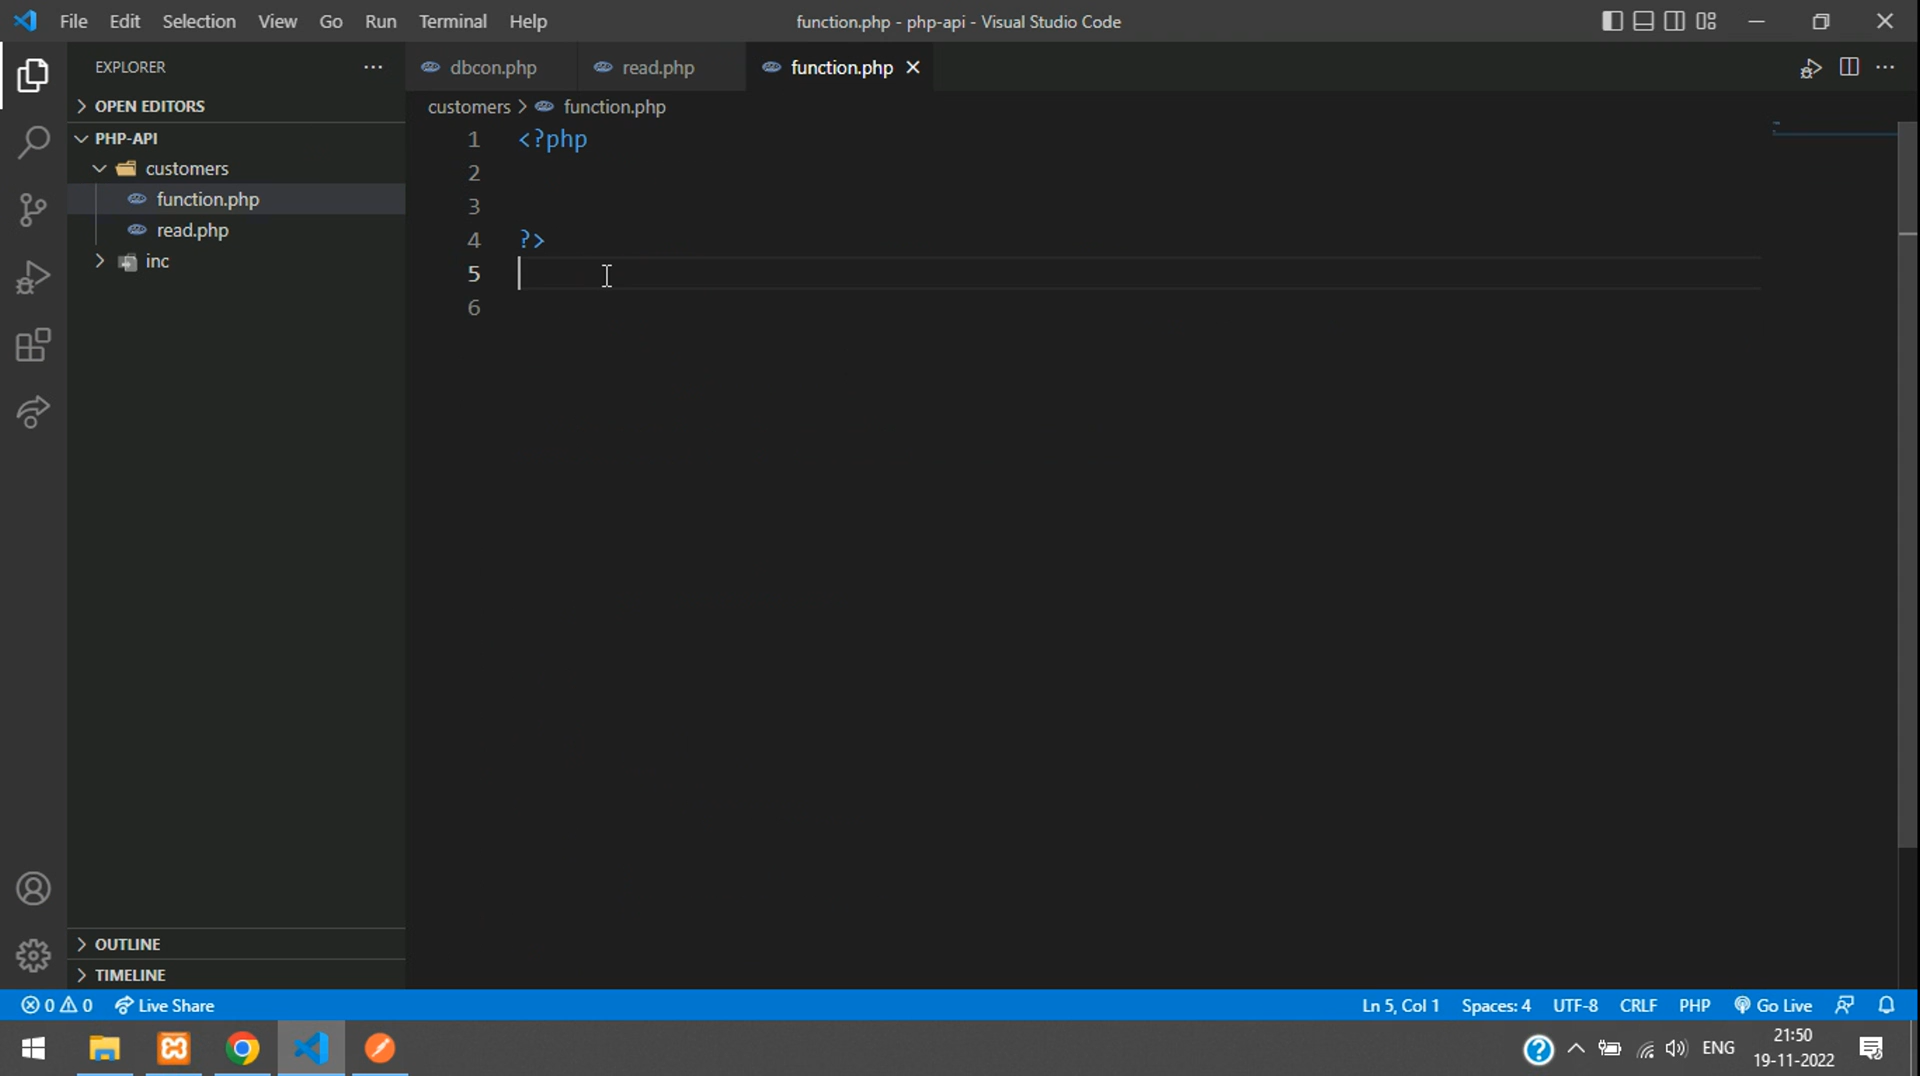 File Edit Selection View Go Run Terminal Help
function.php - php-api - Visual Studio Code
EXPLORER
dbcon.php
read.php
function.php
OPEN EDITORS
customers > function.php
PHP-API
customers
function.php
read.php
inc
1 <?php
2
3
4 ?>
5
6
OUTLINE
TIMELINE
0 0 Live Share
Ln 5, Col 1 Spaces: 4 UTF-8 CRLF PHP Go Live
ENG
21:50
19-11-2022